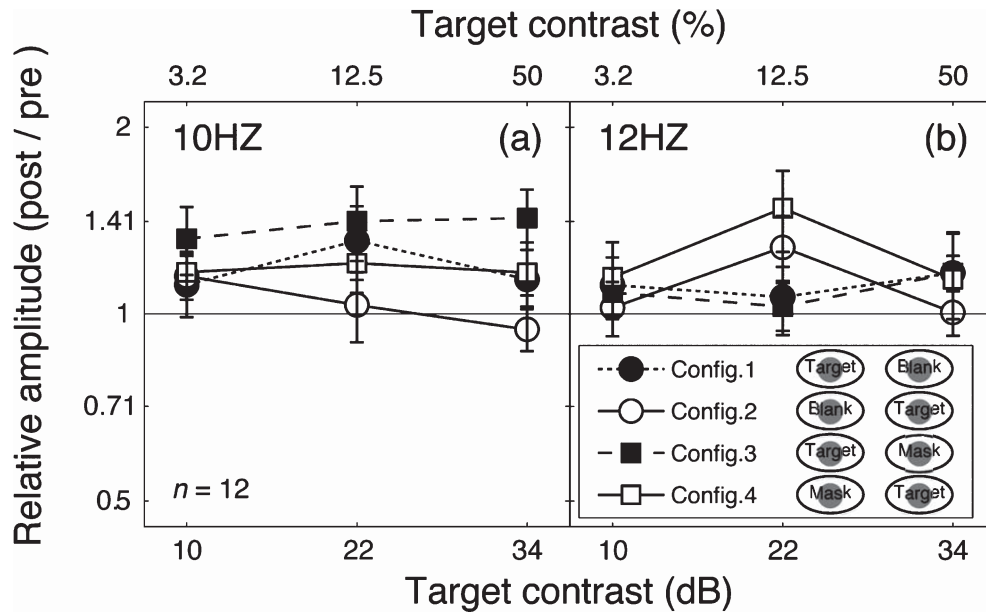 Target contrast (%)
3.2 12.5 50 3.2 12.5 50
Relative amplitude (post / pre )
2
1.41
1
0.71
0.5
10HZ (a)
12HZ (b)
n = 12
Config.1 Target Blank
Config.2 Blank Target
Config.3 Target Mask
Config.4 Mask Target
10 22 34 10 22 34
Target contrast (dB)